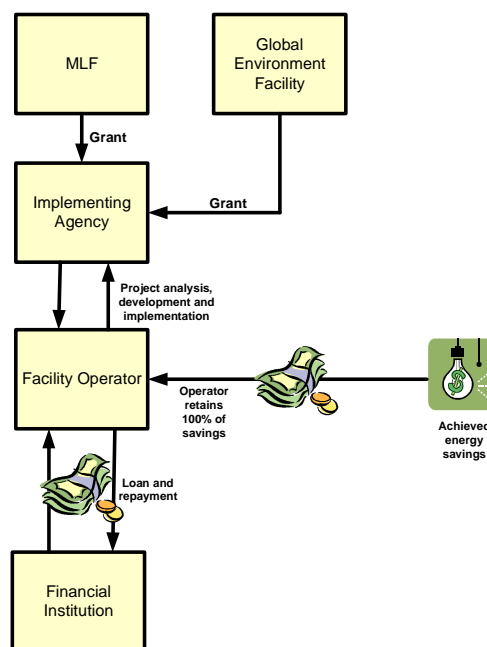 MLF
Global
Environment
Facility
Grant
Implementing
Agency
Grant
Project analysis,
development and
implementation
Facility Operator
Operator
retains
100% of
savings
Achieved
energy
savings
Loan and
repayment
Financial
Institution